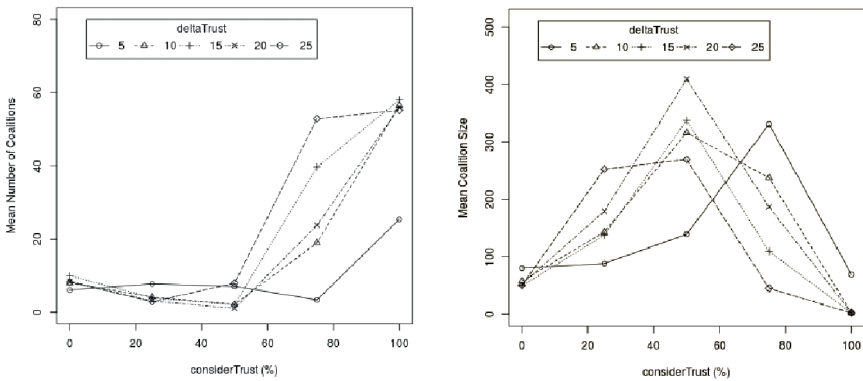 deltaTrust
5 10 15 20 25
Mean Number of Coalitions
80
60
40
20
0
0 20 40 60 80 100
considerTrust (%)
deltaTrust
5 10 15 20 25
Mean Coalition Size
500
400
300
200
100
0
0 20 40 60 80 100
considerTrust (%)